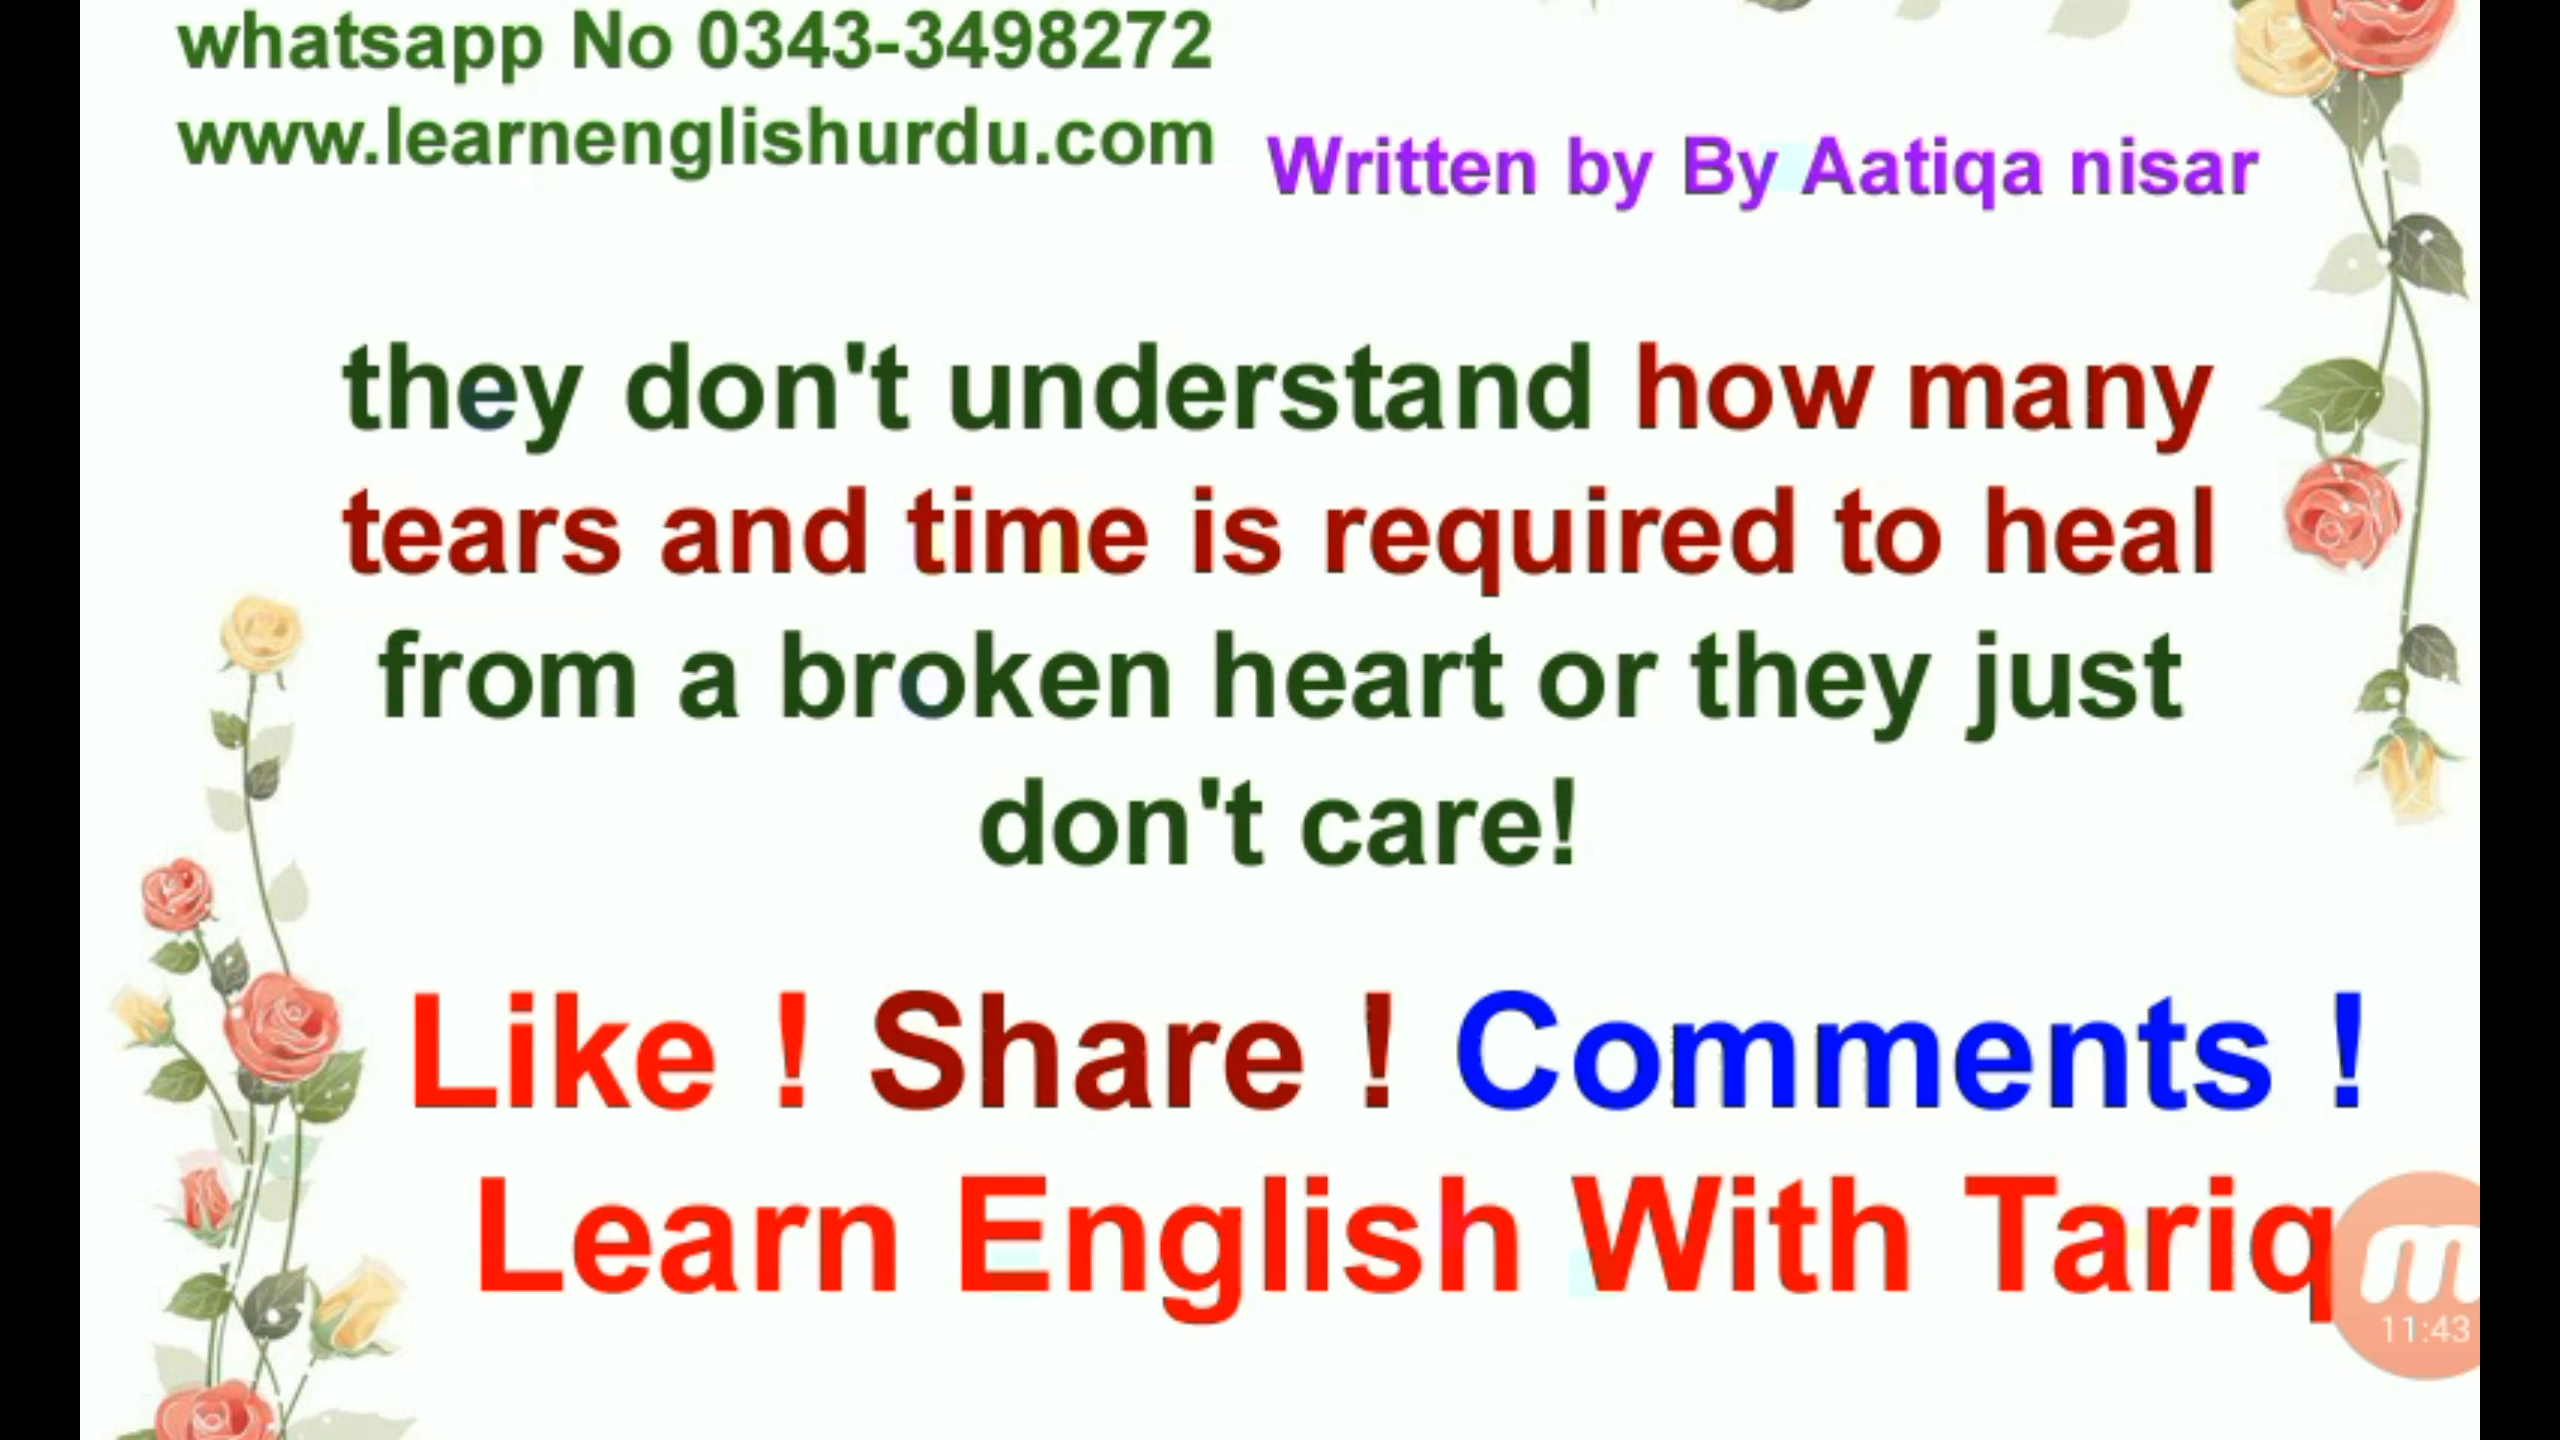 whatsapp No 0343-3498272
www.learnenglishurdu.com
Written by By Aatiqa nisar
they don't understand how many
tears and time is required to heal
from a broken heart or they just
don't care!
Like ! Share ! Comments !
Learn English With Tariq
m
11:43